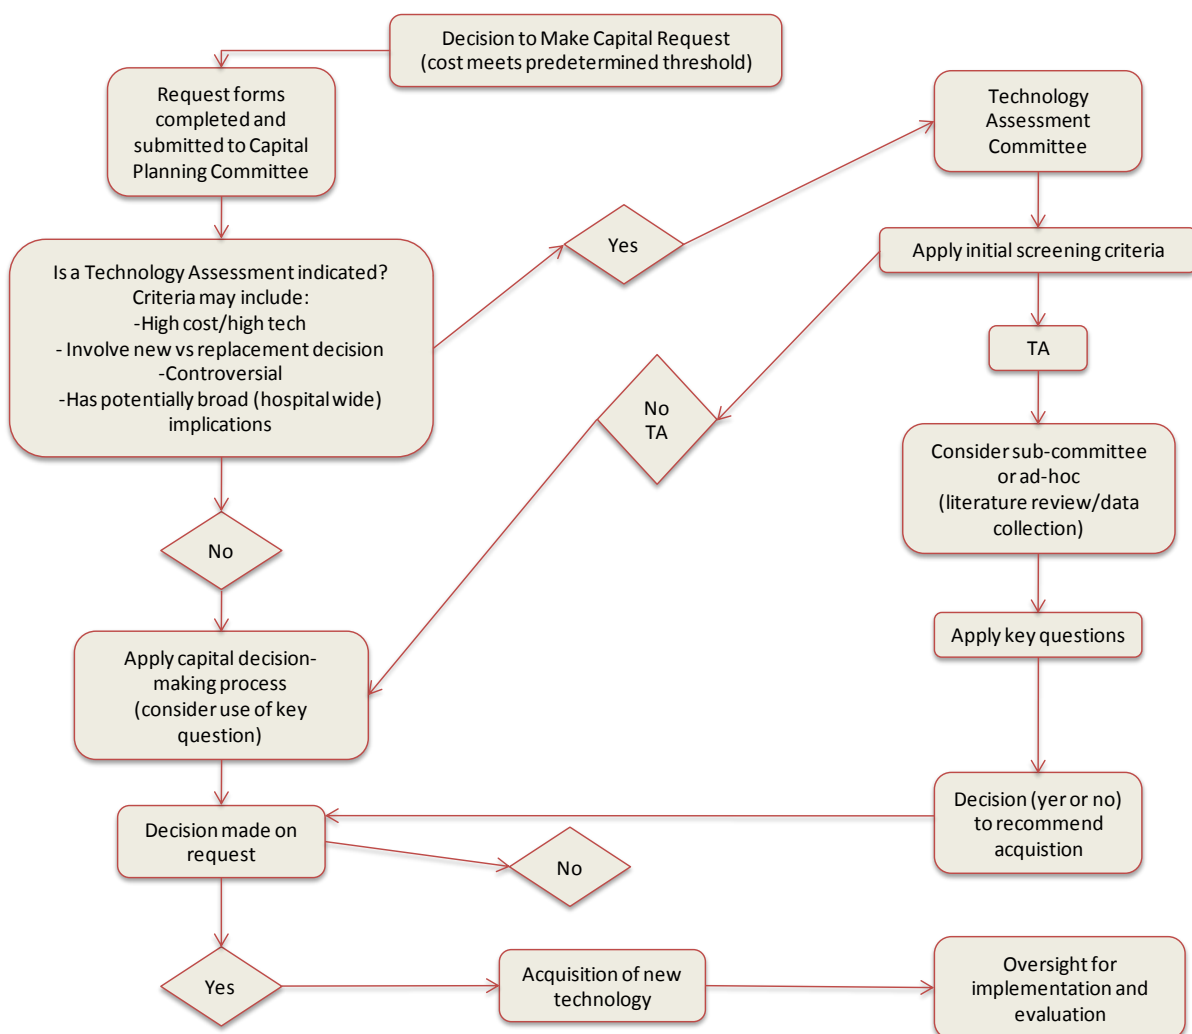 Decision to Make Capital Request
(cost meets predetermined threshold)
Request forms
completed and
submitted to Capital
Planning Committee
Technology
Assessment
Committee
Yes
Apply initial screening criteria
Is a Technology Assessment indicated?
Criteria may include:
-High cost/high tech
- Involve new vs replacement decision
-Controversial
-Has potentially broad (hospital wide)
implications
TA
No
TA
Consider sub-committee
or ad-hoc
(literature review/data
collection)
No
Apply key questions
Apply capital decision-
making process
(consider use of key
question)
Decision made on
request
Decision (yer or no)
to recommend
acquistion
No
Yes
Acquisition of new
technology
Oversight for
implementation and
evaluation